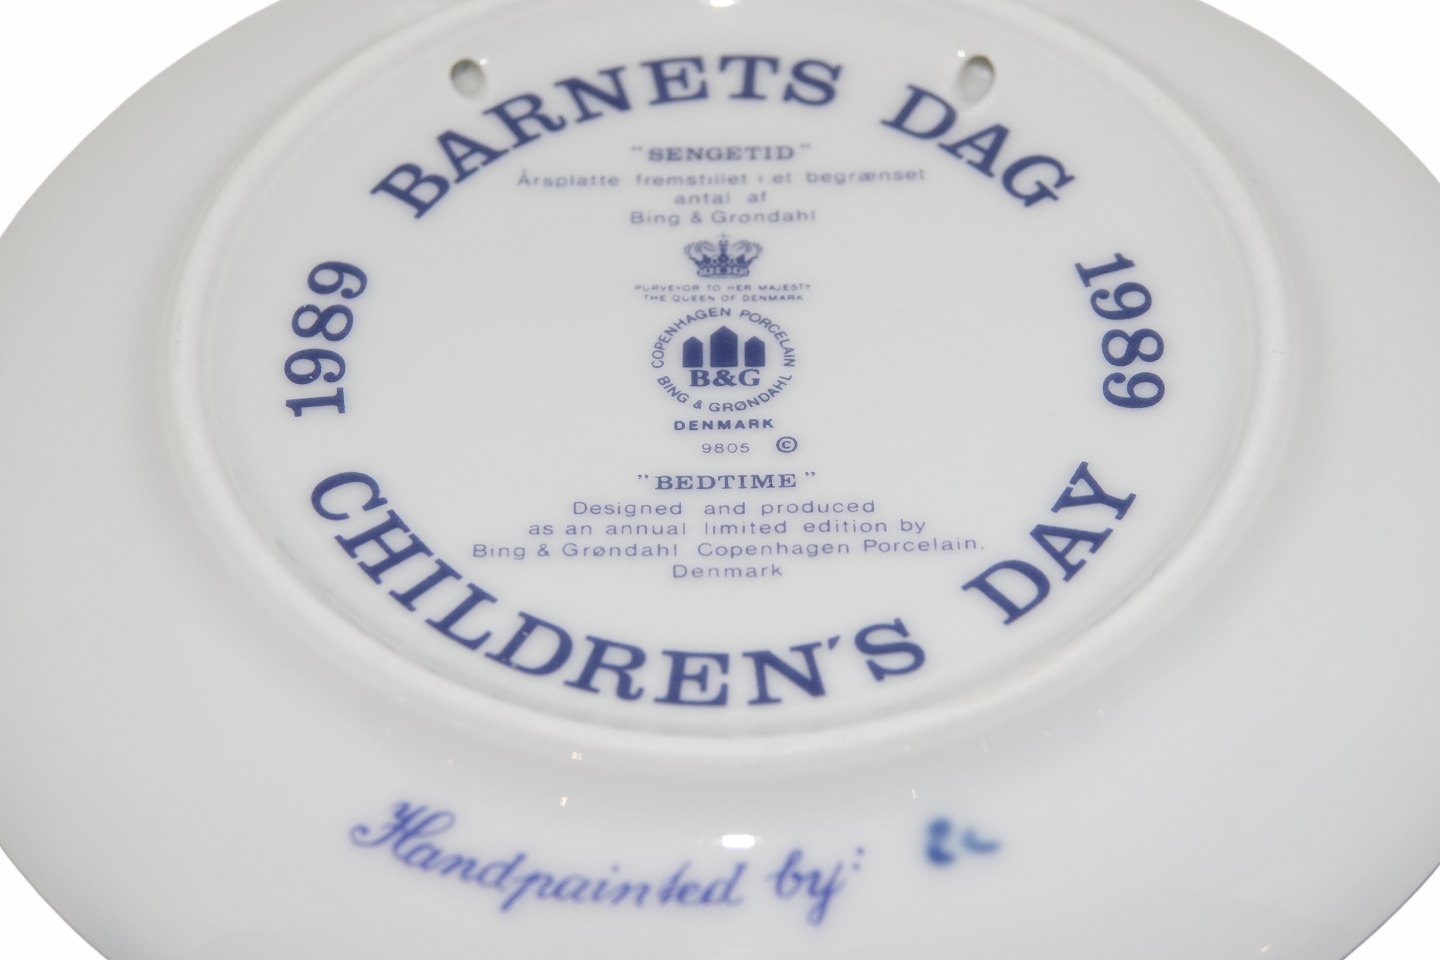 BARNETS DAG
1989
1989
"SENGETID"
Årsplatte fremstillet i et begrænset
antal af
Bing & Grøndahl
PURVEYOR TO HER MAJESTY
THE QUEEN OF DENMARK
COPENHAGEN PORCELAIN
B&G
BING & GRØNDAHL
DENMARK
9805 ©
"BEDTIME"
Designed and produced
as an annual limited edition by
Bing & Grøndahl Copenhagen Porcelain.
Denmark
CHILDREN'S DAY
Handpainted by: